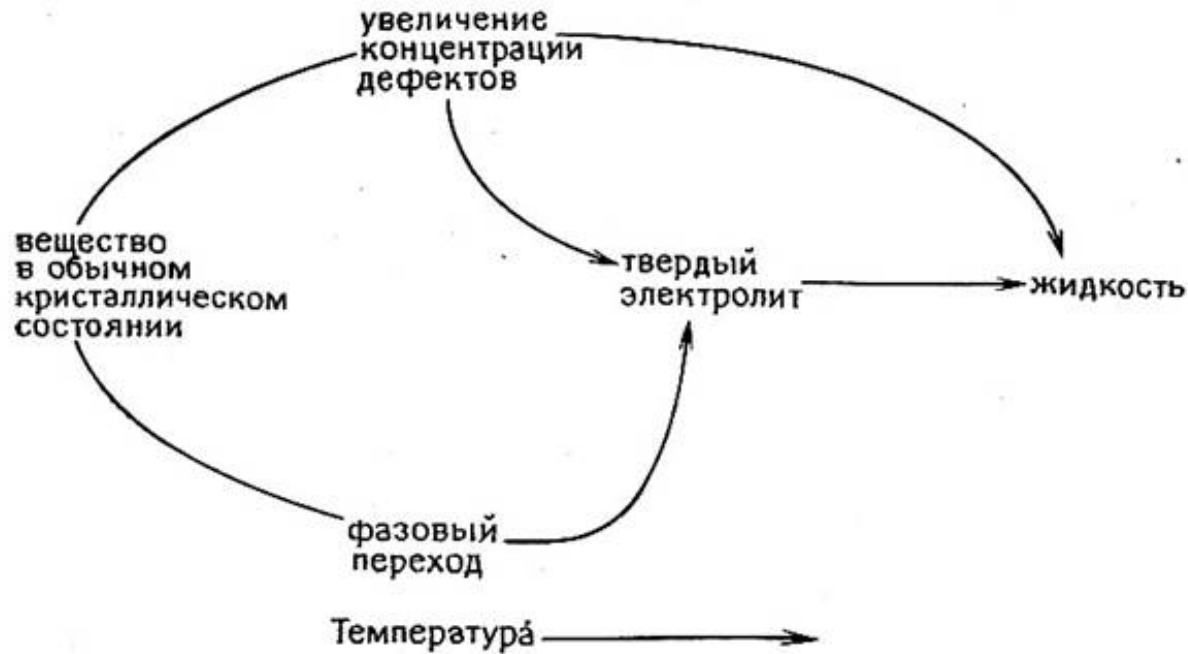 увеличение
концентрации
дефектов
вещество
в обычном
кристаллическом
состоянии
твердый
электролит
жидкость
фазовый
переход
Температура